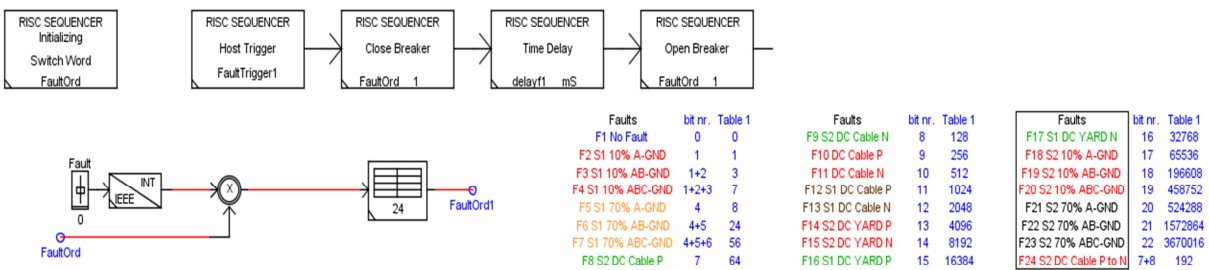 RISC SEQUENCER
Initializing
Switch Word
FaultOrd
RISC SEQUENCER
Host Trigger
FaultTrigger1
RISC SEQUENCER
Close Breaker
FaultOrd 1
RISC SEQUENCER
Time Delay
delayf1 mS
RISC SEQUENCER
Open Breaker
FaultOrd 1
Fault
0
INT
IEEE
X
24
FaultOrd1
FaultOrd
Faults bit nr. Table 1
F1 No Fault 0 0
F2 S1 10% A-GND 1 1
F3 S1 10% AB-GND 1+2 3
F4 S1 10% ABC-GND 1+2+3 7
F5 S1 70% A-GND 4 8
F6 S1 70% AB-GND 4+5 24
F7 S1 70% ABC-GND 4+5+6 56
F8 S2 DC Cable P 7 64
Faults bit nr. Table 1
F9 S2 DC Cable N 8 128
F10 DC Cable P 9 256
F11 DC Cable N 10 512
F12 S1 DC Cable P 11 1024
F13 S1 DC Cable N 12 2048
F14 S2 DC YARD P 13 4096
F15 S2 DC YARD N 14 8192
F16 S1 DC YARD P 15 16384
Faults bit nr. Table 1
F17 S1 DC YARD N 16 32768
F18 S2 10% A-GND 17 65536
F19 S2 10% AB-GND 18 196608
F20 S2 10% ABC-GND 19 458752
F21 S2 70% A-GND 20 524288
F22 S2 70% AB-GND 21 1572864
F23 S2 70% ABC-GND 22 3670016
F24 S2 DC Cable P to N 7+8 192